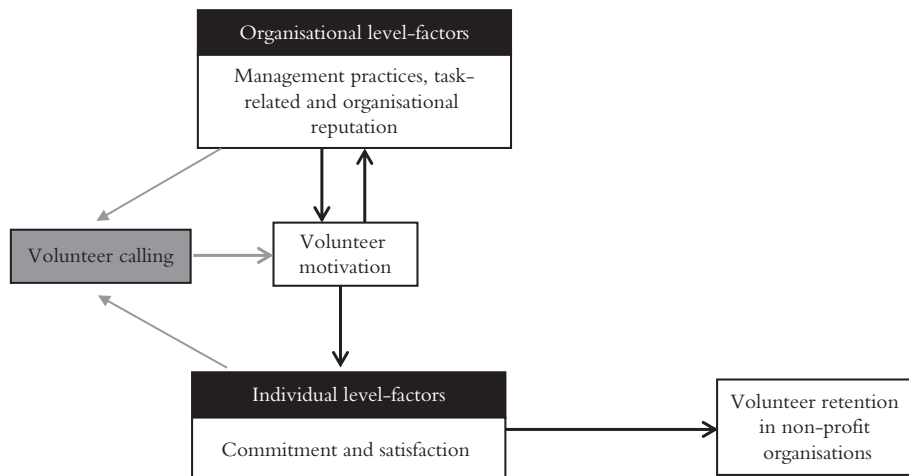 Organisational level-factors
Management practices, task-
related and organisational
reputation
Volunteer calling
Volunteer
motivation
Individual level-factors
Commitment and satisfaction
Volunteer retention
in non-profit
organisations